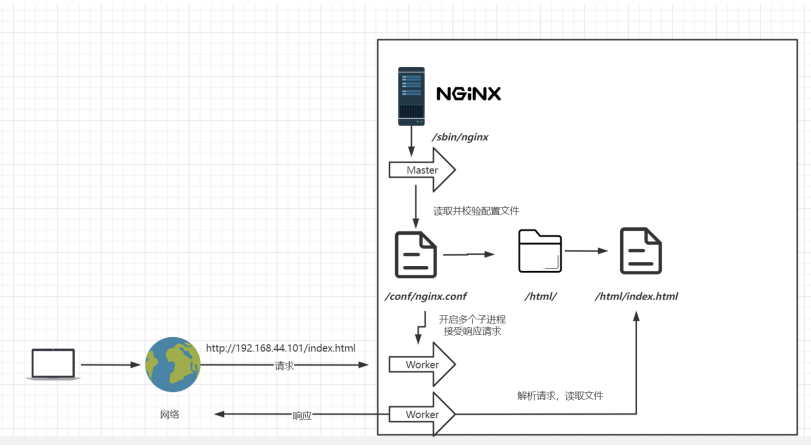 NGiNX
/sbin/nginx
Master
读取并校验配置文件
/conf/nginx.conf
/html/
/html/index.html
开启多个子进程
接受响应请求
http://192.168.44.101/index.html
请求
Worker
解析请求，读取文件
网络
响应
Worker